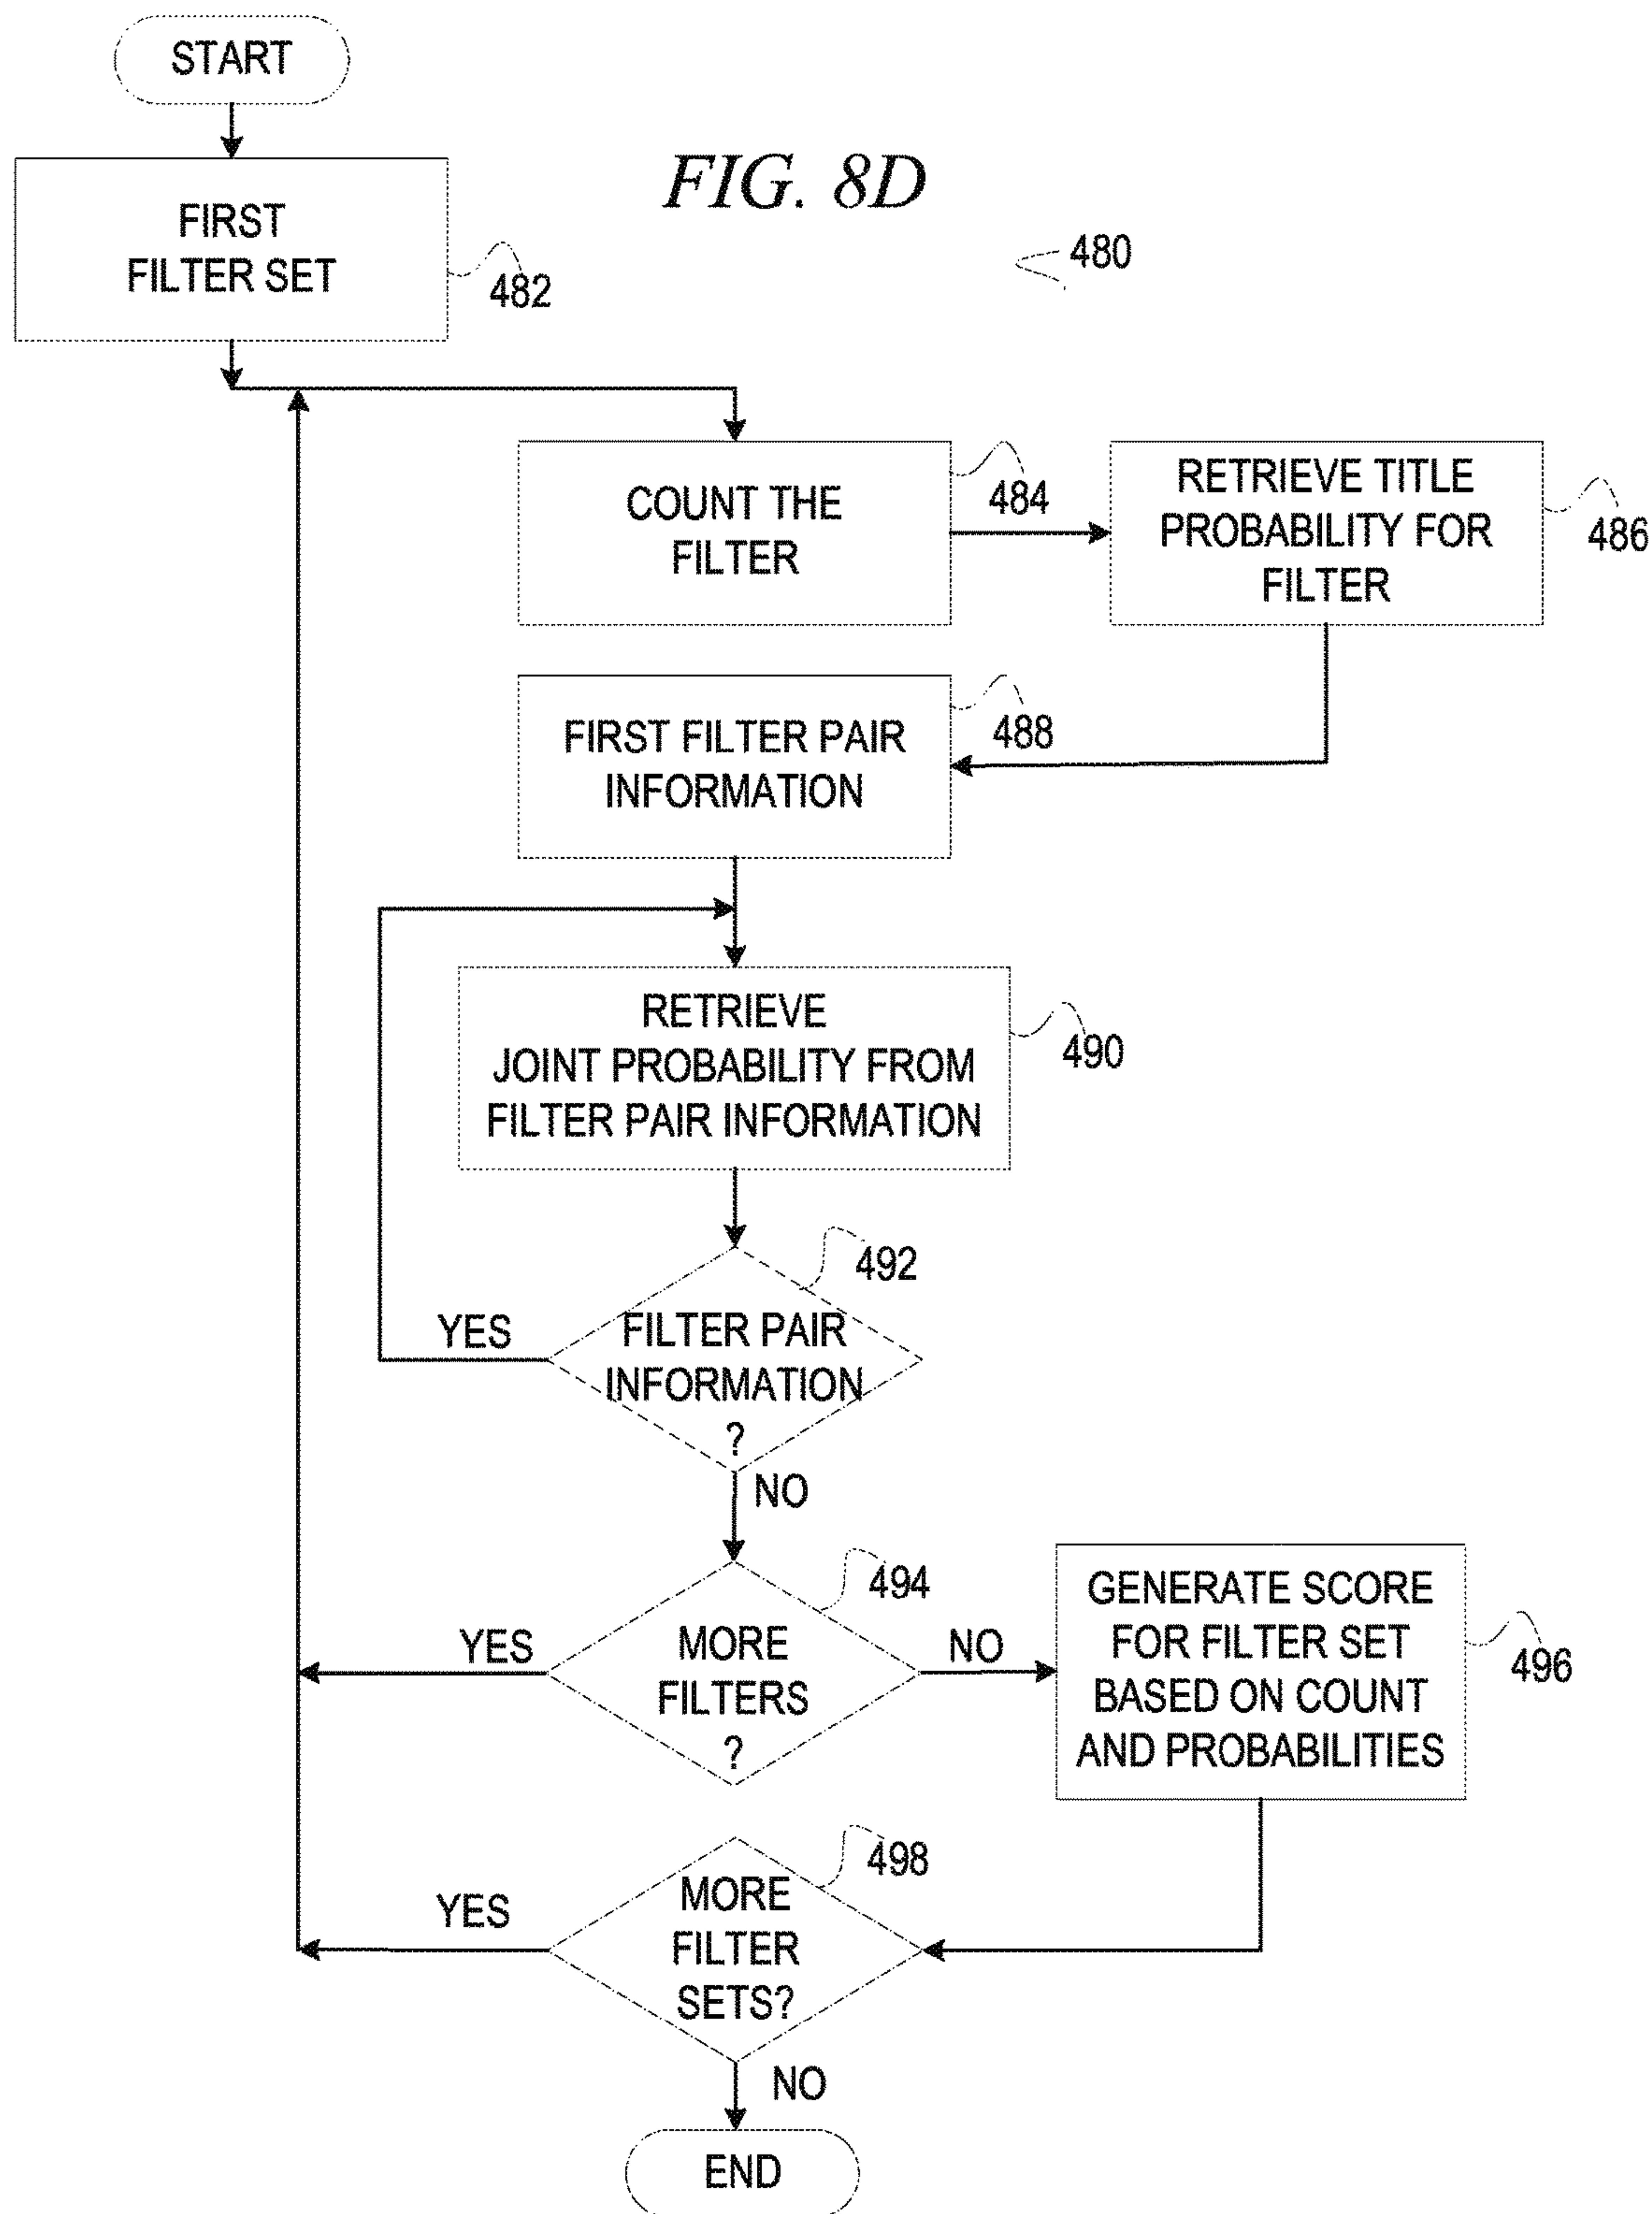 START
FIG. 8D
FIRST
FILTER SET
482
480
COUNT THE
FILTER
484
RETRIEVE TITLE
PROBABILITY FOR
FILTER
486
FIRST FILTER PAIR
INFORMATION
488
RETRIEVE
JOINT PROBABILITY FROM
FILTER PAIR INFORMATION
490
492
YES
FILTER PAIR
INFORMATION
?
NO
494
YES
MORE
FILTERS
?
NO
GENERATE SCORE
FOR FILTER SET
BASED ON COUNT
AND PROBABILITIES
496
498
YES
MORE
FILTER
SETS?
NO
END